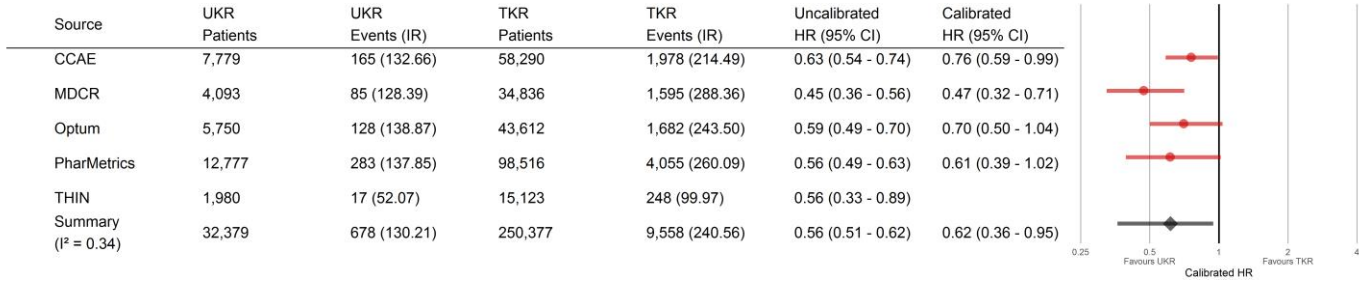 Source UKR Patients UKR Events (IR) TKR Patients TKR Events (IR) Uncalibrated HR (95% CI) Calibrated HR (95% CI)
CCAE 7,779 165 (132.66) 58,290 1,978 (214.49) 0.63 (0.54 - 0.74) 0.76 (0.59 - 0.99)
MDCR 4,093 85 (128.39) 34,836 1,595 (288.36) 0.45 (0.36 - 0.56) 0.47 (0.32 - 0.71)
Optum 5,750 128 (138.87) 43,612 1,682 (243.50) 0.59 (0.49 - 0.70) 0.70 (0.50 - 1.04)
PharMetrics 12,777 283 (137.85) 98,516 4,055 (260.09) 0.56 (0.49 - 0.63) 0.61 (0.39 - 1.02)
THIN 1,980 17 (52.07) 15,123 248 (99.97) 0.56 (0.33 - 0.89)
Summary (I² = 0.34) 32,379 678 (130.21) 250,377 9,558 (240.56) 0.56 (0.51 - 0.62) 0.62 (0.36 - 0.95)
0.25 0.5 1 2 4
Favours UKR Favours TKR
Calibrated HR